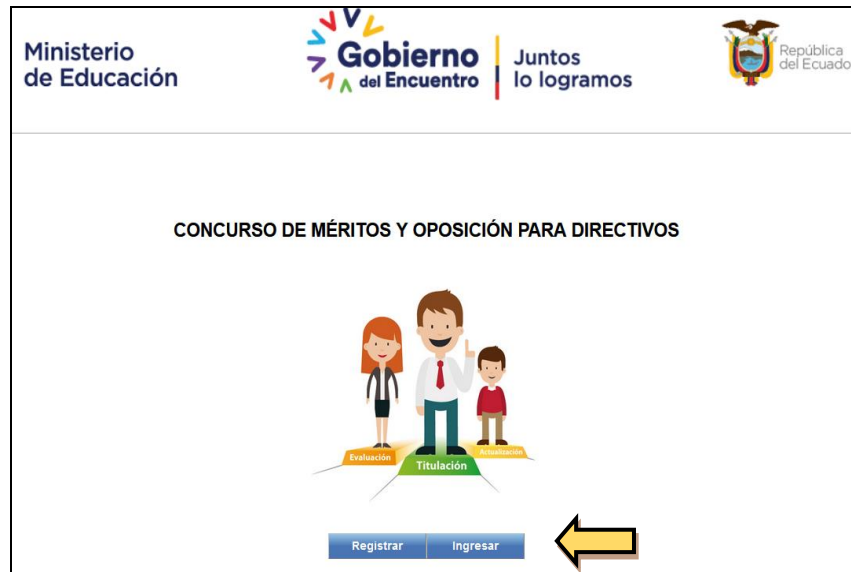 Ministerio
de Educación
Gobierno
del Encuentro
Juntos
lo logramos
República
del Ecuado
CONCURSO DE MÉRITOS Y OPOSICIÓN PARA DIRECTIVOS
Evaluación
Titulación
Actualización
Registrar
Ingresar